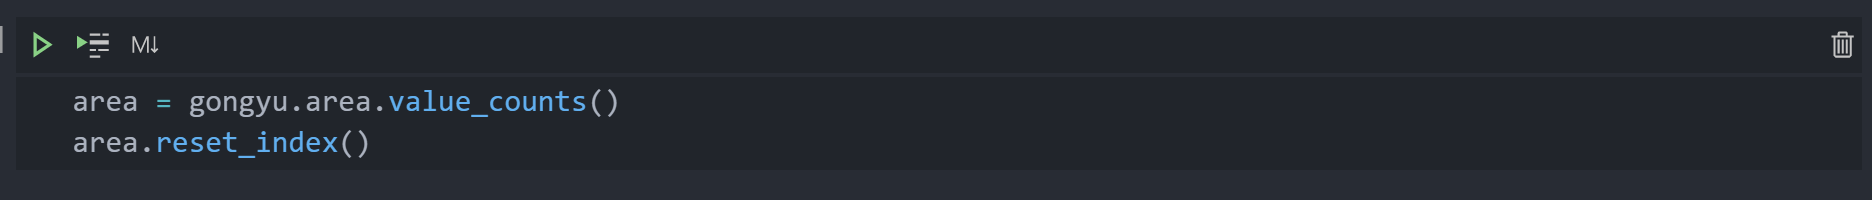 M↓
area = gongyu.area.value_counts()
area.reset_index()